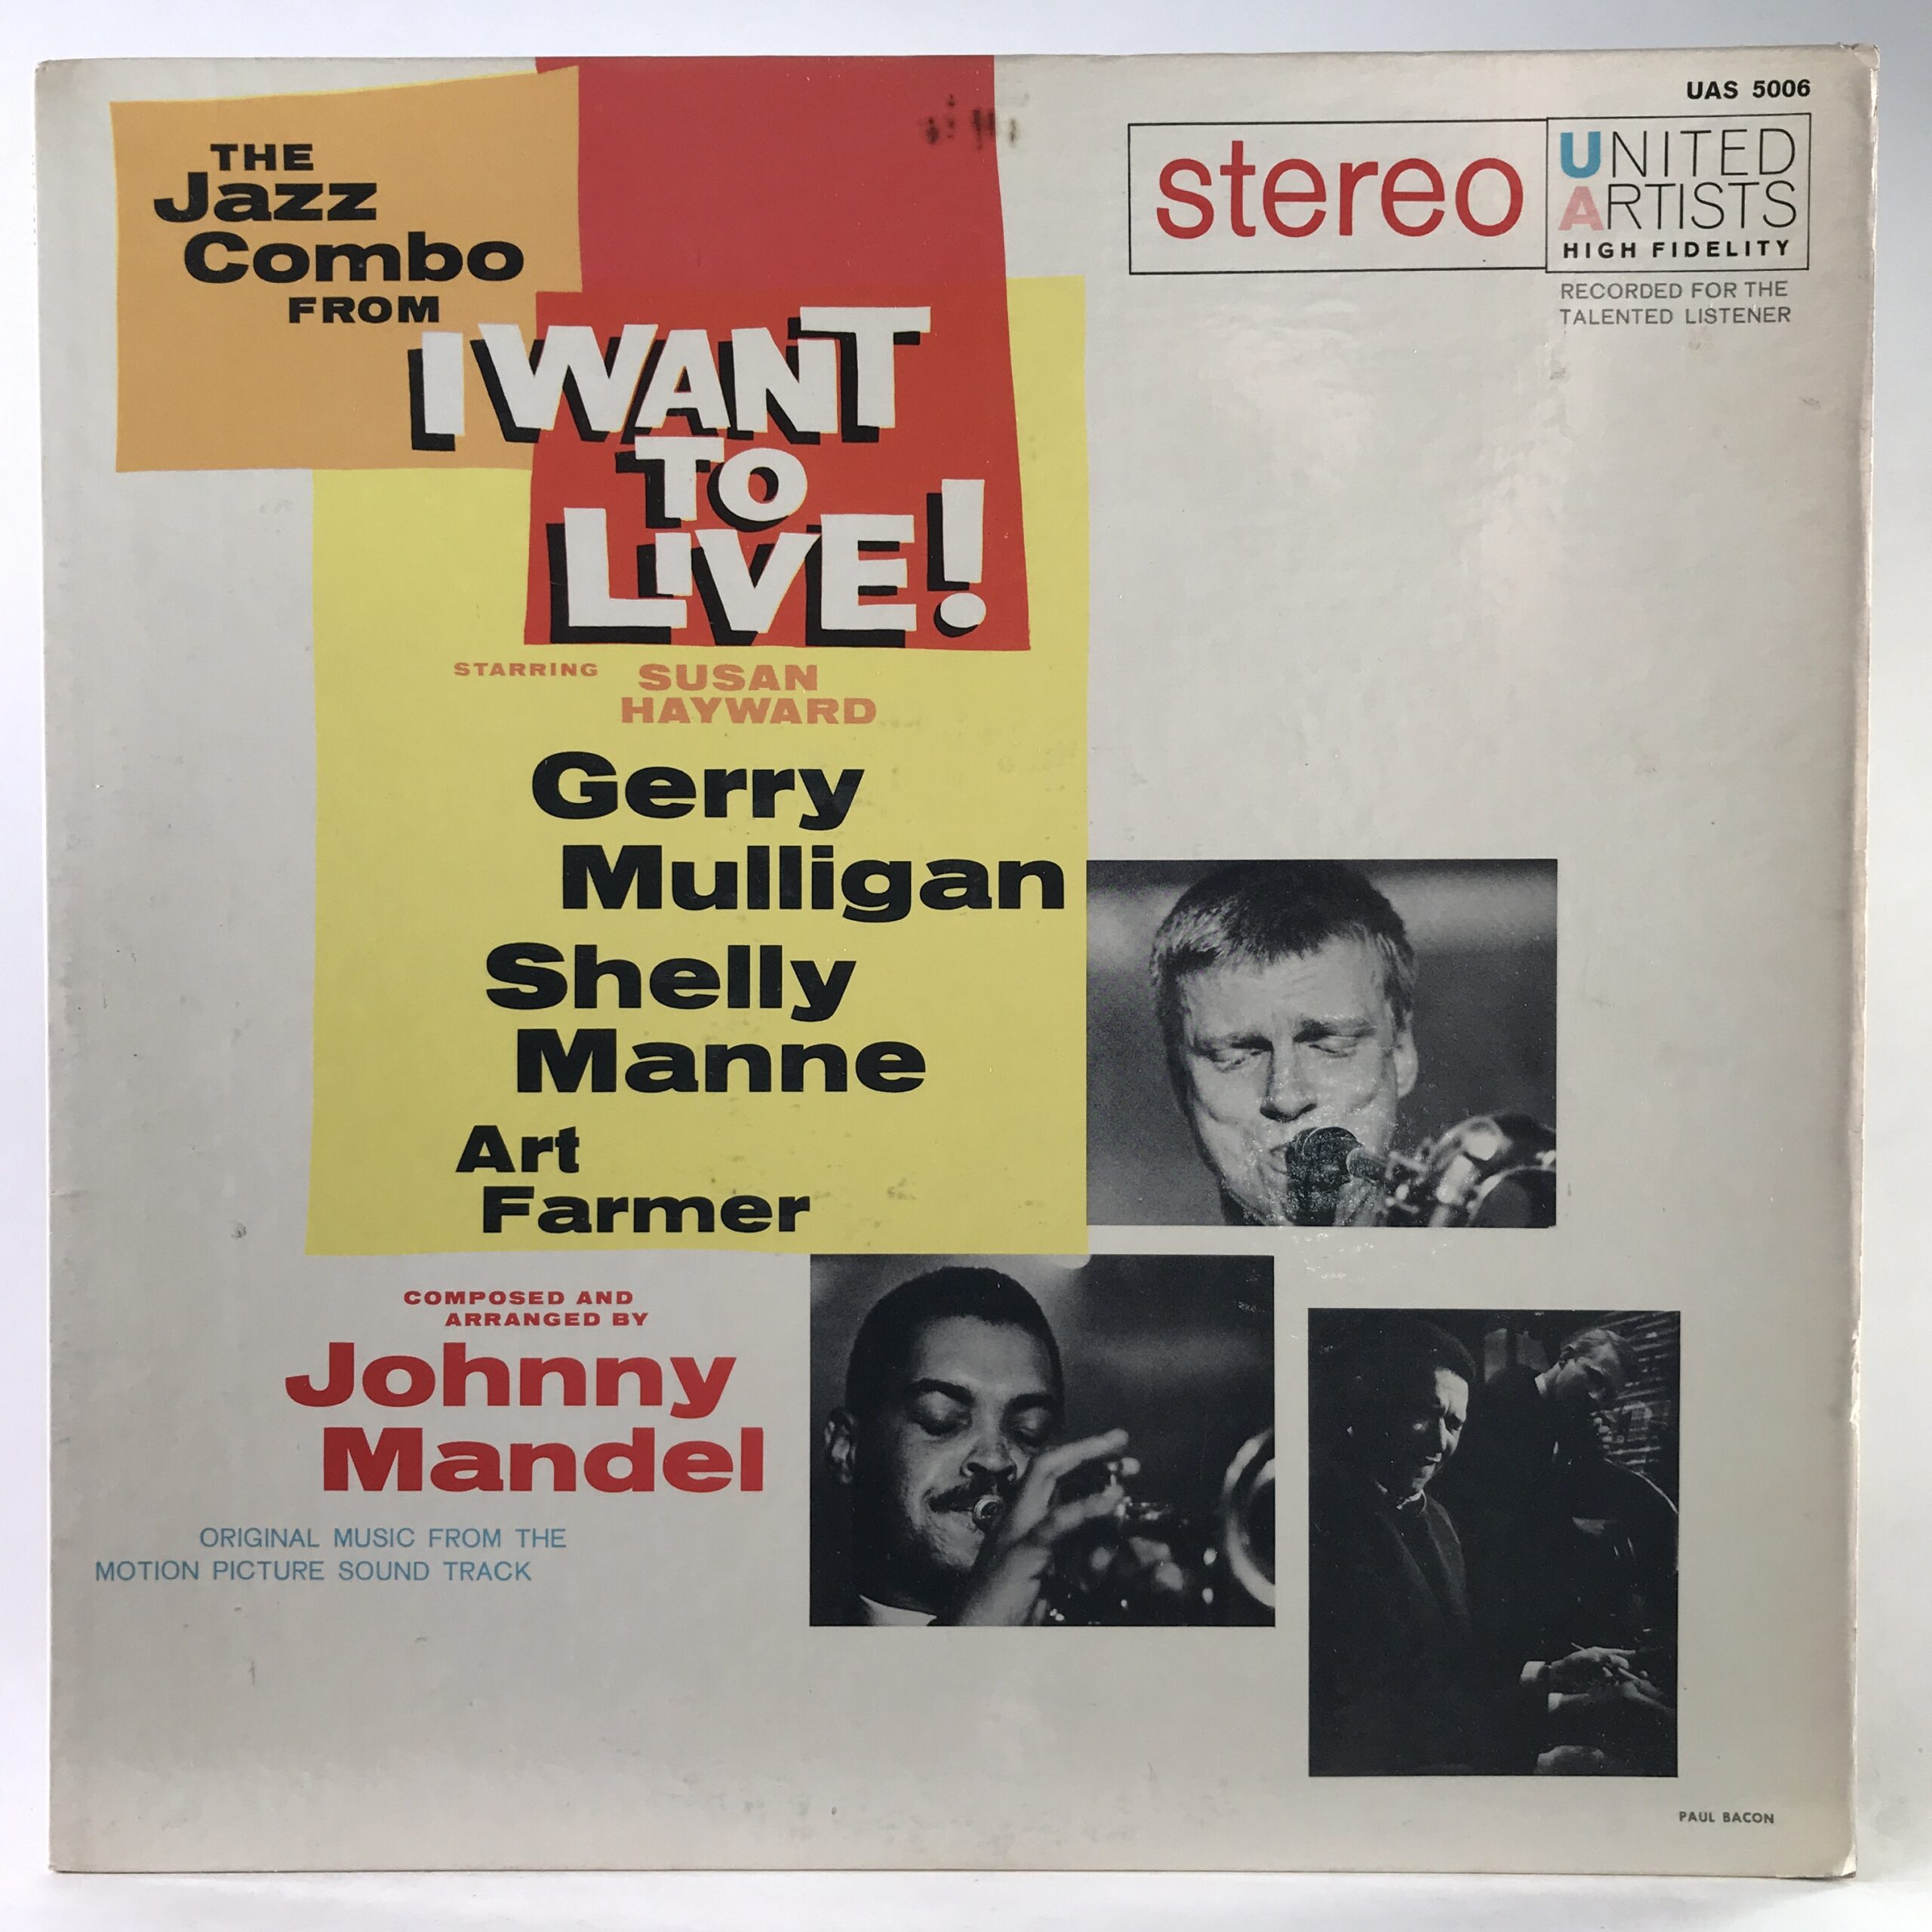 UAS 5006
THE
Jazz
Combo
FROM
I WANT
TO
LIVE!
stereo
UNITED
ARTISTS
HIGH FIDELITY
RECORDED FOR THE
TALENTED LISTENER
STARRING SUSAN
HAYWARD
Gerry
Mulligan
Shelly
Manne
Art
Farmer
COMPOSED AND
ARRANGED BY
Johnny
Mandel
ORIGINAL MUSIC FROM THE
MOTION PICTURE SOUND TRACK
PAUL BACON